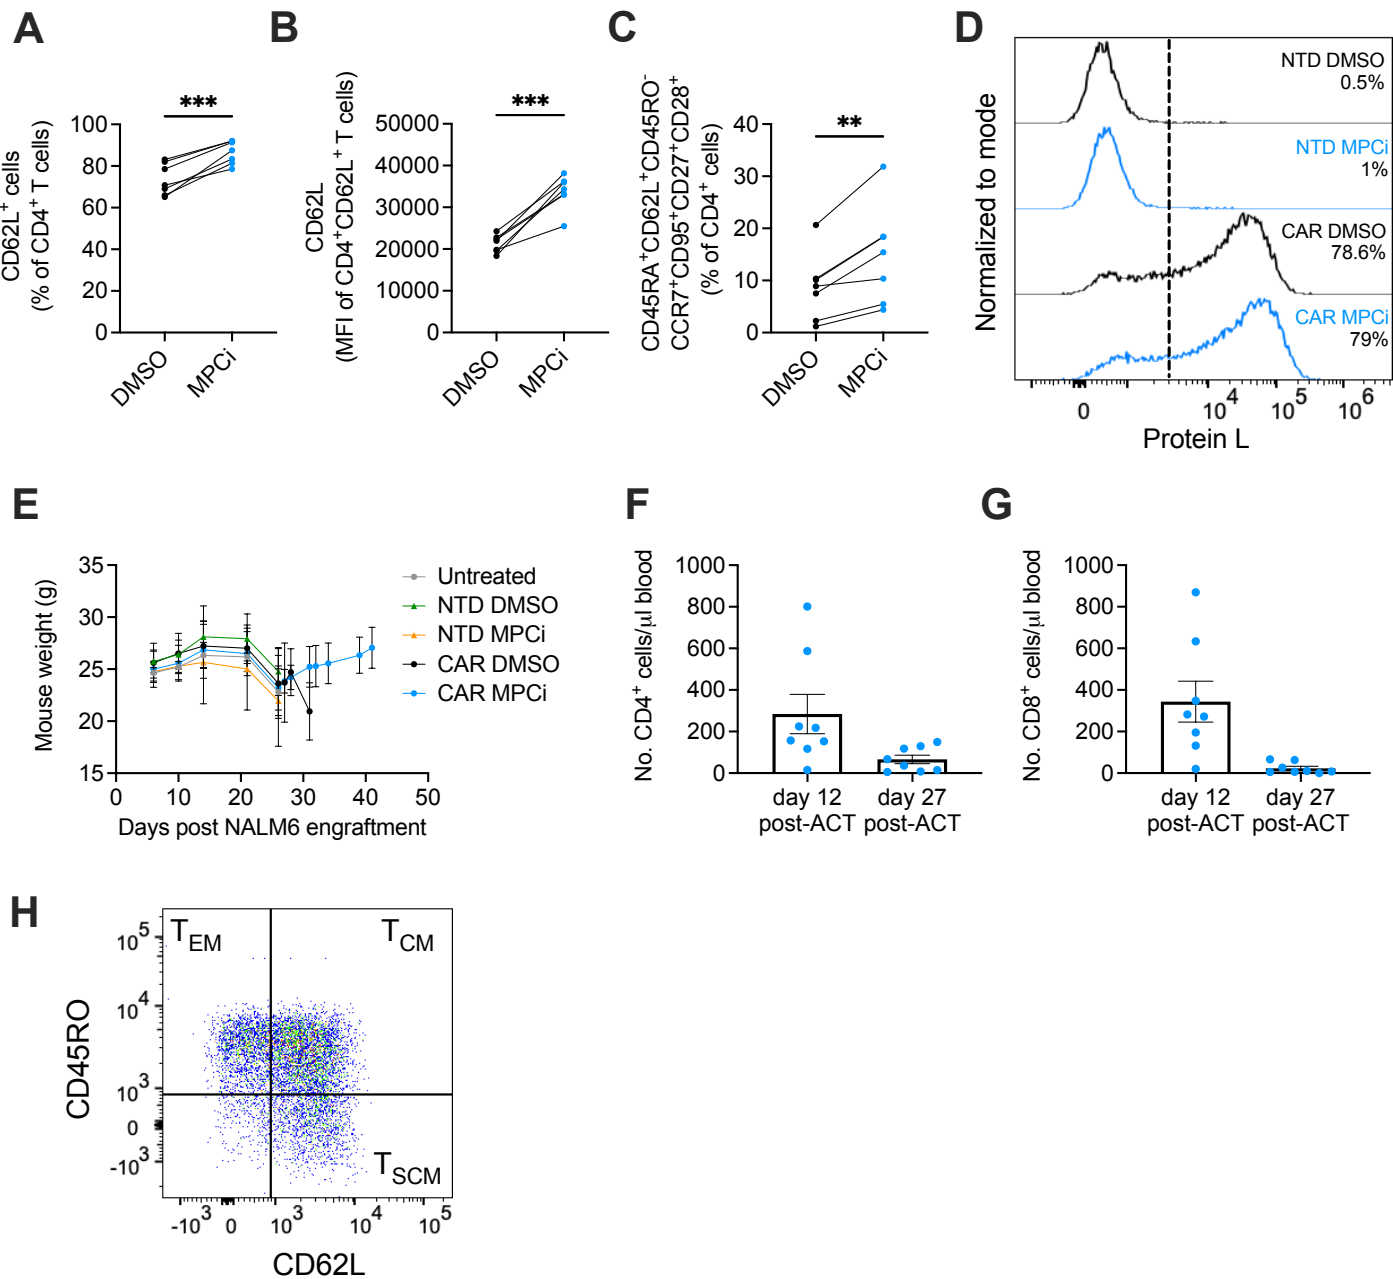 A
CD62L⁺ cells
(% of CD4⁺ T cells)
***
100
80
60
40
20
0
DMSO
MPCi
B
CD62L
(MFI of CD4⁺CD62L⁺ T cells)
***
50000
40000
30000
20000
10000
0
DMSO
MPCi
C
CD45RA⁺CD62L⁺CD45RO⁻
CCR7⁺CD95⁺CD27⁺CD28⁺
(% of CD4⁺ cells)
**
40
30
20
10
0
DMSO
MPCi
D
Normalized to mode
NTD DMSO
0.5%
NTD MPCi
1%
CAR DMSO
78.6%
CAR MPCi
79%
0 10⁴ 10⁵ 10⁶
Protein L
E
Mouse weight (g)
35
30
25
20
15
0 10 20 30 40 50
Days post NALM6 engraftment
Untreated
NTD DMSO
NTD MPCi
CAR DMSO
CAR MPCi
F
No. CD4⁺ cells/µl blood
1000
800
600
400
200
0
day 12 day 27
post-ACT post-ACT
G
No. CD8⁺ cells/µl blood
1000
800
600
400
200
0
day 12 day 27
post-ACT post-ACT
H
CD45RO
10⁵
10⁴
10³
0
-10³
T_EM T_CM
T_SCM
-10³ 0 10³ 10⁴ 10⁵
CD62L